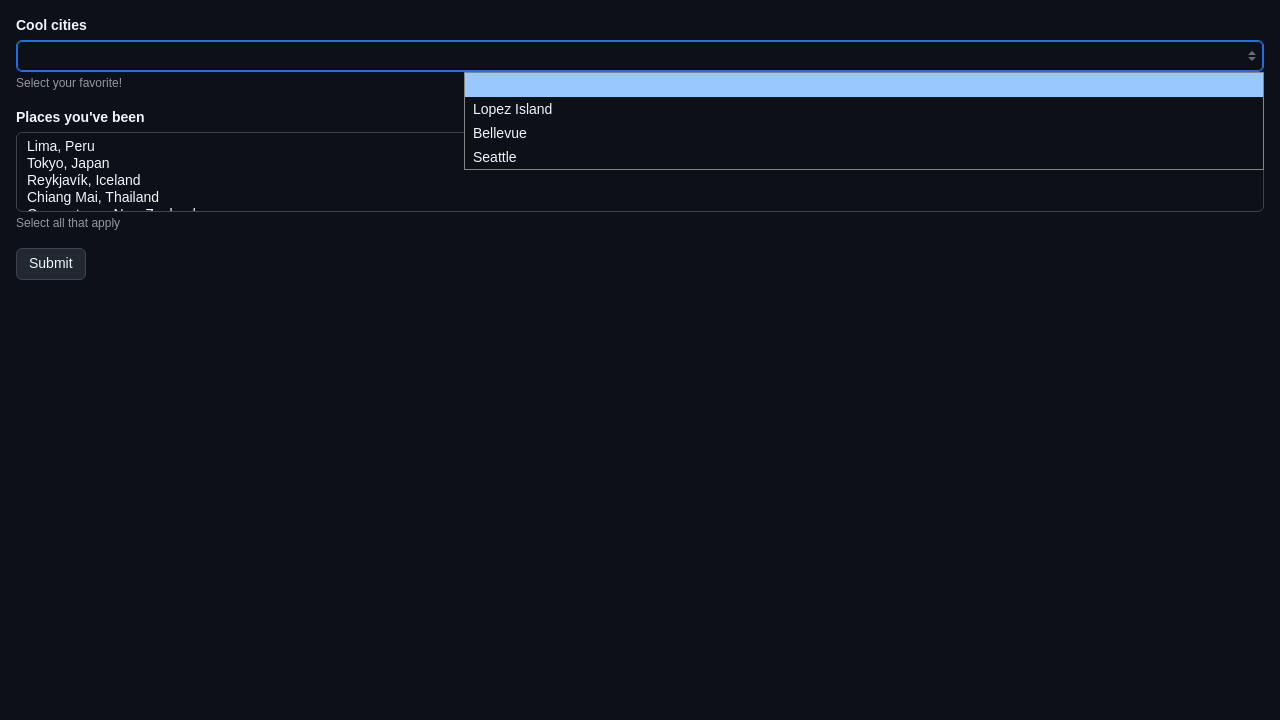 Cool cities
Select your favorite!
Lopez Island
Bellevue
Seattle
Places you've been
Lima, Peru
Tokyo, Japan
Reykjavík, Iceland
Chiang Mai, Thailand
Select all that apply
Submit